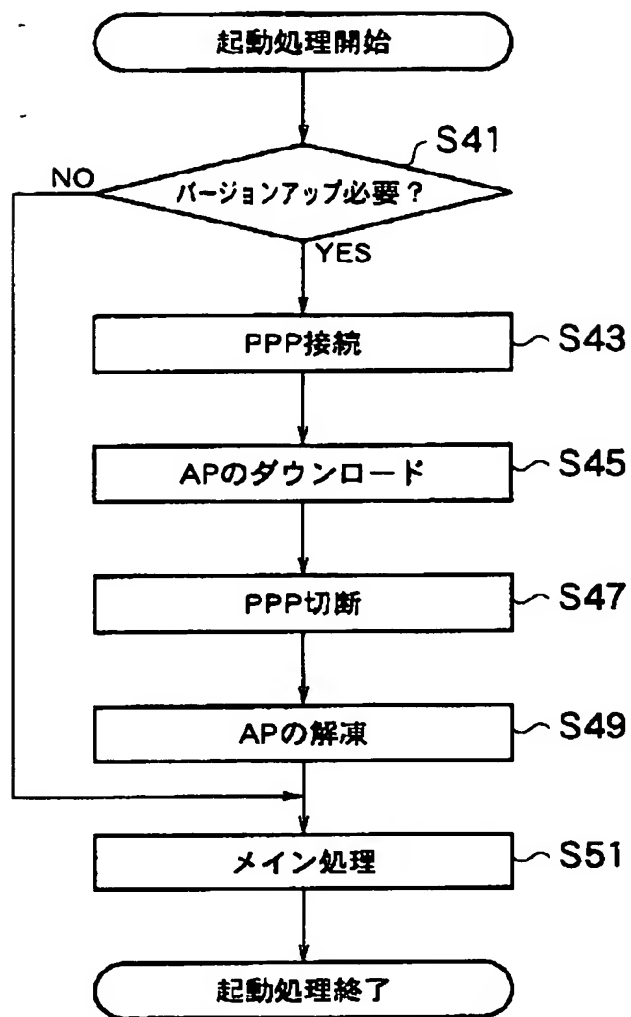 起動処理開始
S41
NO
バージョンアップ必要？
YES
PPP接続
S43
APのダウンロード
S45
PPP切断
S47
APの解凍
S49
メイン処理
S51
起動処理終了